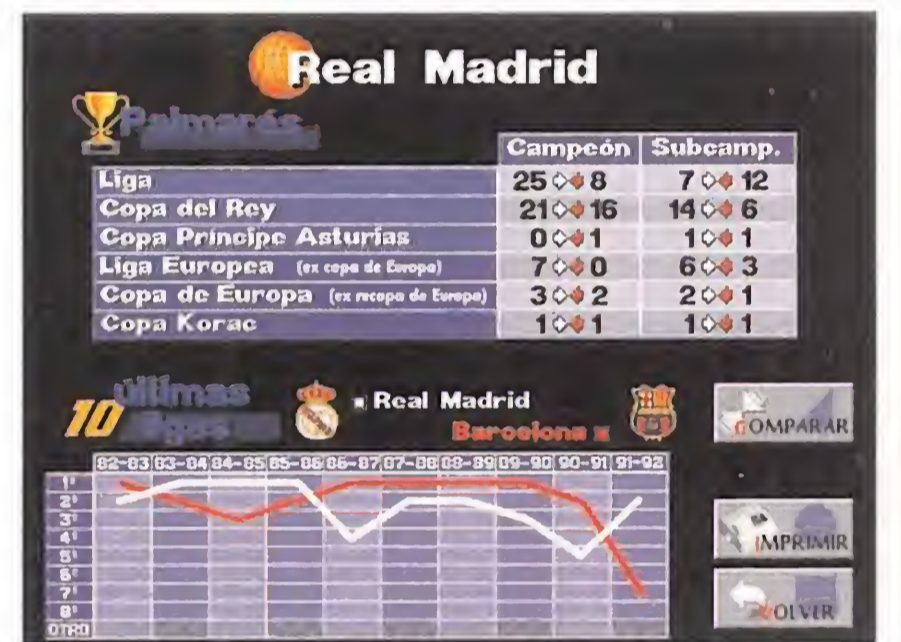 Real Madrid
Palmarés
Campeón Subcamp.
Liga 25 8 7 12
Copa del Rey 21 16 14 6
Copa Príncipe Asturias 0 1 1 1
Liga Europea (ex copa de Europa) 7 0 6 3
Copa de Europa (ex recopa de Europa) 3 2 2 1
Copa Korac 1 1 1 1
10 últimas
Real Madrid
Barcelona
COMPARAR
82-83 83-84 84-85 85-86 86-87 87-88 88-89 89-90 90-91 91-92
1º
2º
3º
4º
5º
6º
7º
8º
OTRO
IMPRIMIR
VOLVER